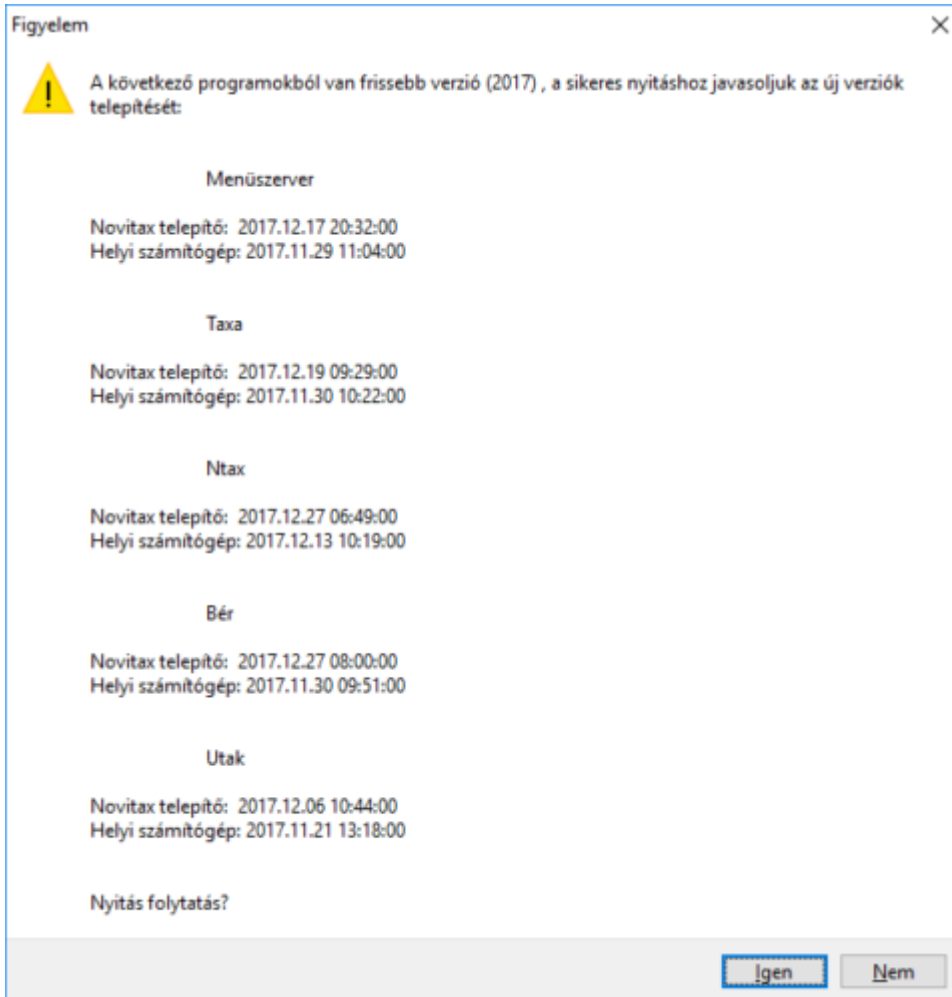 Figyelem
A következő programokból van frissebb verzió (2017) , a sikeres nyitáshoz javasoljuk az új verziók
telepítését:
Menüszerver
Novitax telepítő: 2017.12.17 20:32:00
Helyi számítógép: 2017.11.29 11:04:00
Taxa
Novitax telepítő: 2017.12.19 09:29:00
Helyi számítógép: 2017.11.30 10:22:00
Ntax
Novitax telepítő: 2017.12.27 06:49:00
Helyi számítógép: 2017.12.13 10:19:00
Bér
Novitax telepítő: 2017.12.27 08:00:00
Helyi számítógép: 2017.11.30 09:51:00
Utak
Novitax telepítő: 2017.12.06 10:44:00
Helyi számítógép: 2017.11.21 13:18:00
Nyitás folytatás?
Igen Nem